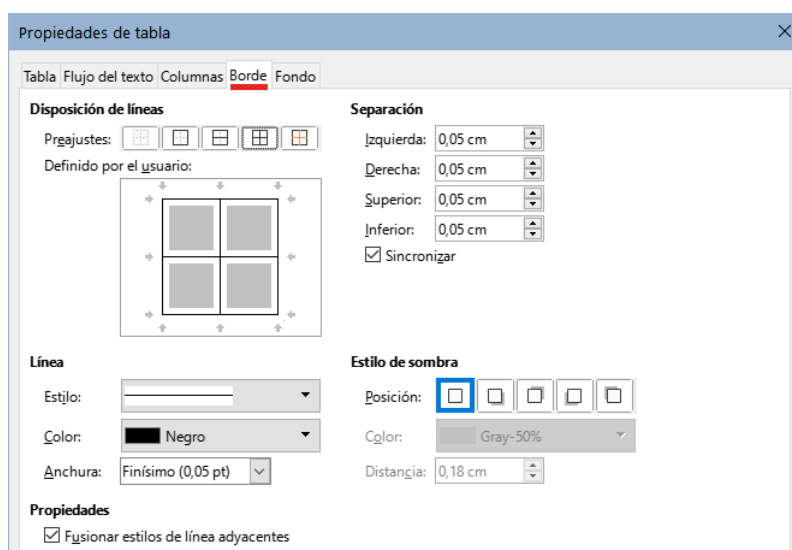 Propiedades de tabla
Tabla Flujo del texto Columnas Borde Fondo
Disposición de líneas
Preajustes:
Definido por el usuario:
Separación
Izquierda: 0,05 cm
Derecha: 0,05 cm
Superior: 0,05 cm
Inferior: 0,05 cm
Sincronizar
Línea
Estilo:
Color: Negro
Anchura: Finísimo (0,05 pt)
Estilo de sombra
Posición:
Color: Gray-50%
Distancia: 0,18 cm
Propiedades
Fusionar estilos de línea adyacentes